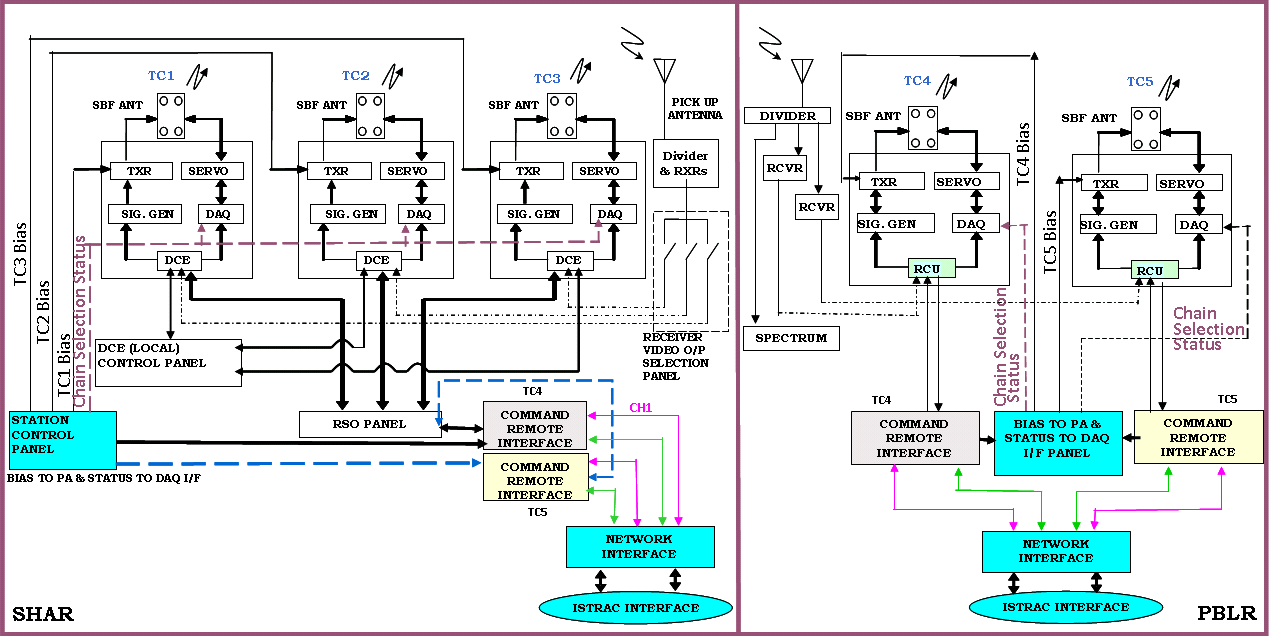 TC1
SBF ANT
TXR
SERVO
SIG. GEN
DAQ
DCE
TC2
SBF ANT
TXR
SERVO
SIG. GEN
DAQ
DCE
TC3
SBF ANT
TXR
SERVO
SIG. GEN
DAQ
DCE
PICK UP
ANTENNA
Divider
& RXRs
RECEIVER
VIDEO O/P
SELECTION
PANEL
TC3 Bias
TC2 Bias
TC1 Bias
Chain Selection Status
DCE (LOCAL)
CONTROL PANEL
STATION
CONTROL
PANEL
BIAS TO PA & STATUS TO DAQ I/F
RSO PANEL
TC4
COMMAND
REMOTE
INTERFACE
CH1
COMMAND
REMOTE
INTERFACE
TC5
NETWORK
INTERFACE
ISTRAC INTERFACE
SHAR
DIVIDER
RCVR
RCVR
SPECTRUM
TC4
SBF ANT
TXR
SERVO
SIG. GEN
DAQ
RCU
TC4 Bias
TC5
SBF ANT
TXR
SERVO
SIG. GEN
DAQ
RCU
TC5 Bias
Chain Selection
Status
Chain
Selection
Status
TC4
COMMAND
REMOTE
INTERFACE
BIAS TO PA &
STATUS TO DAQ
I/F PANEL
TC5
COMMAND
REMOTE
INTERFACE
NETWORK
INTERFACE
ISTRAC INTERFACE
PBLR